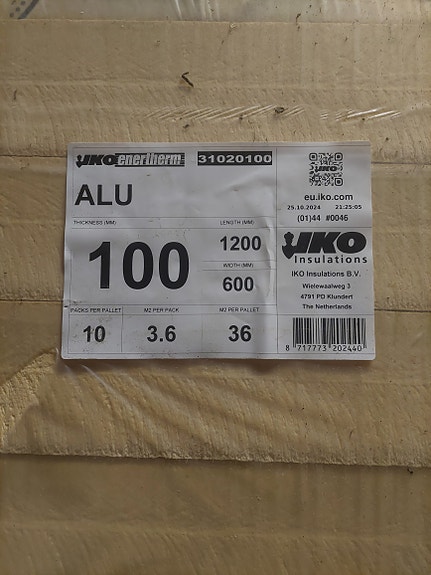 IKO enertherm 31020100
ALU
THICKNESS (MM)
100
LENGTH (MM)
1200
WIDTH (MM)
600
PACKS PER PALLET
10
M2 PER PACK
3.6
M2 PER PALLET
36
IKO
eu.iko.com
25.10.2024 21:25:05
(01)44 #0046
IKO
Insulations
IKO Insulations B.V.
Wielewaalweg 3
4791 PD Klundert
The Netherlands
8 717773 202440